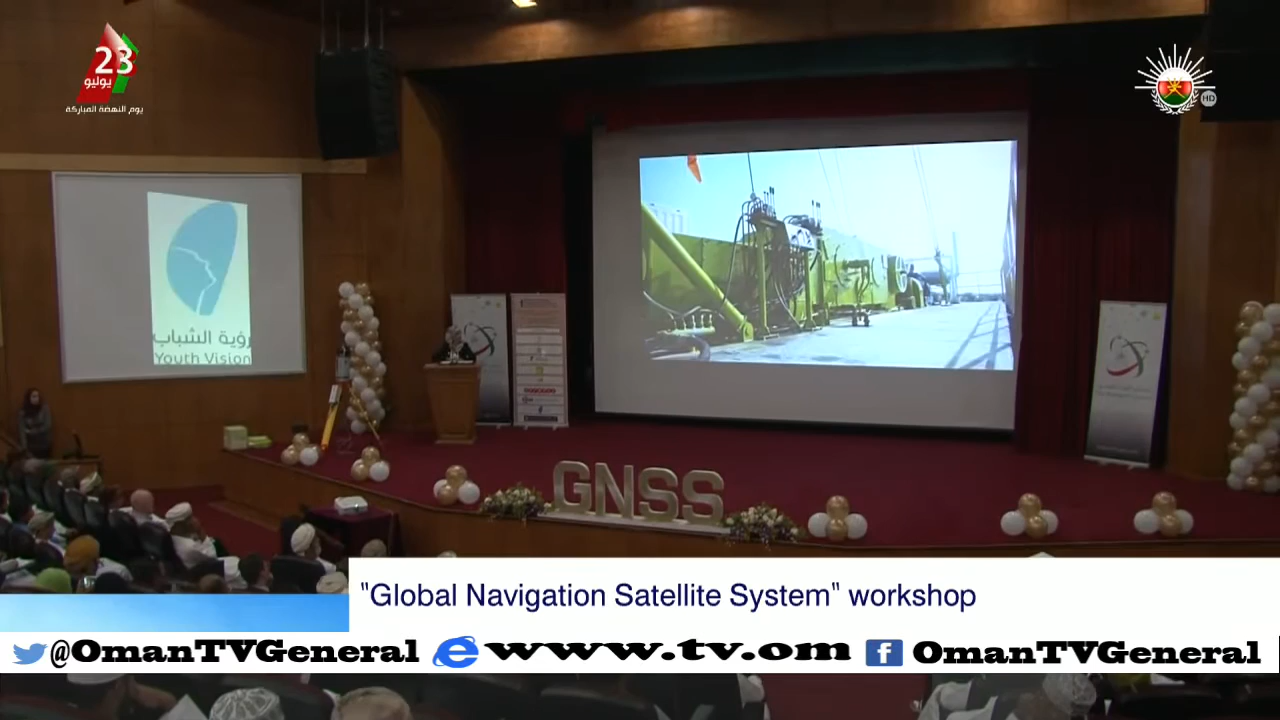 23
يوليو
يوم النهضة المباركة
HD
رؤية الشباب
Youth Vision
GNSS
"Global Navigation Satellite System" workshop
@OmanTVGeneral
www.tv.om
OmanTVGeneral